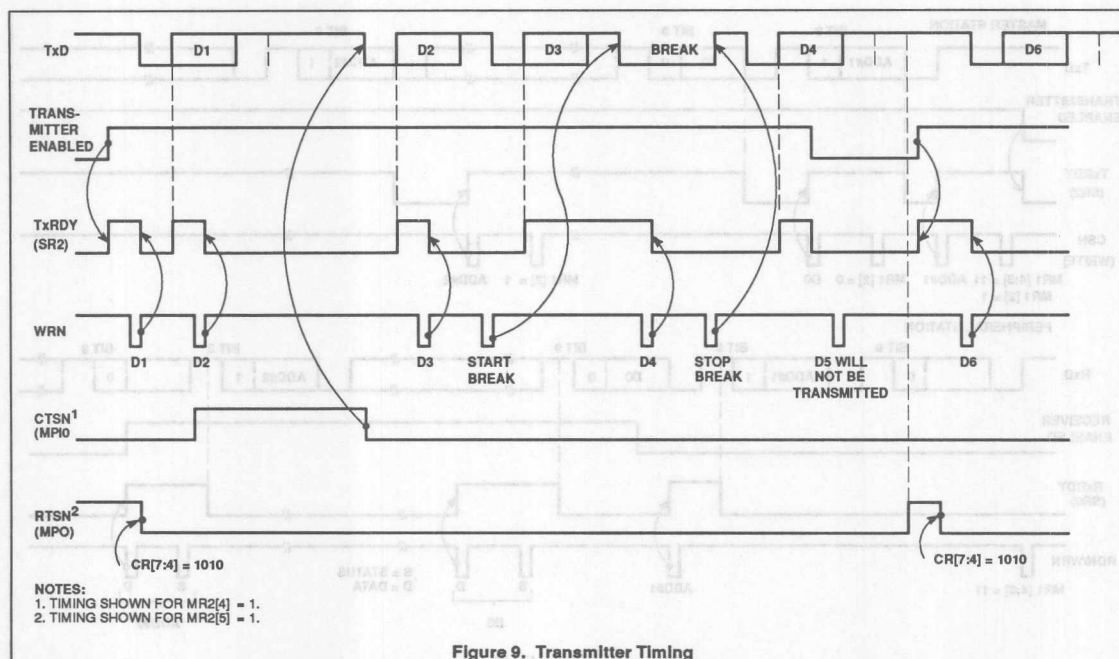 TxD
D1
D2
D3
BREAK
D4
D6
TRANS-
MITTER
ENABLED
TxRDY
(SR2)
WRN
D1
D2
D3
START
BREAK
D4
STOP
BREAK
D5 WILL
NOT BE
TRANSMITTED
D6
CTSN1
(MPI0
RTSN2
(MPO)
CR[7:4] = 1010
CR[7:4] = 1010
NOTES:
1. TIMING SHOWN FOR MR2[4] = 1.
2. TIMING SHOWN FOR MR2[5] = 1.
Figure 9. Transmitter Timing